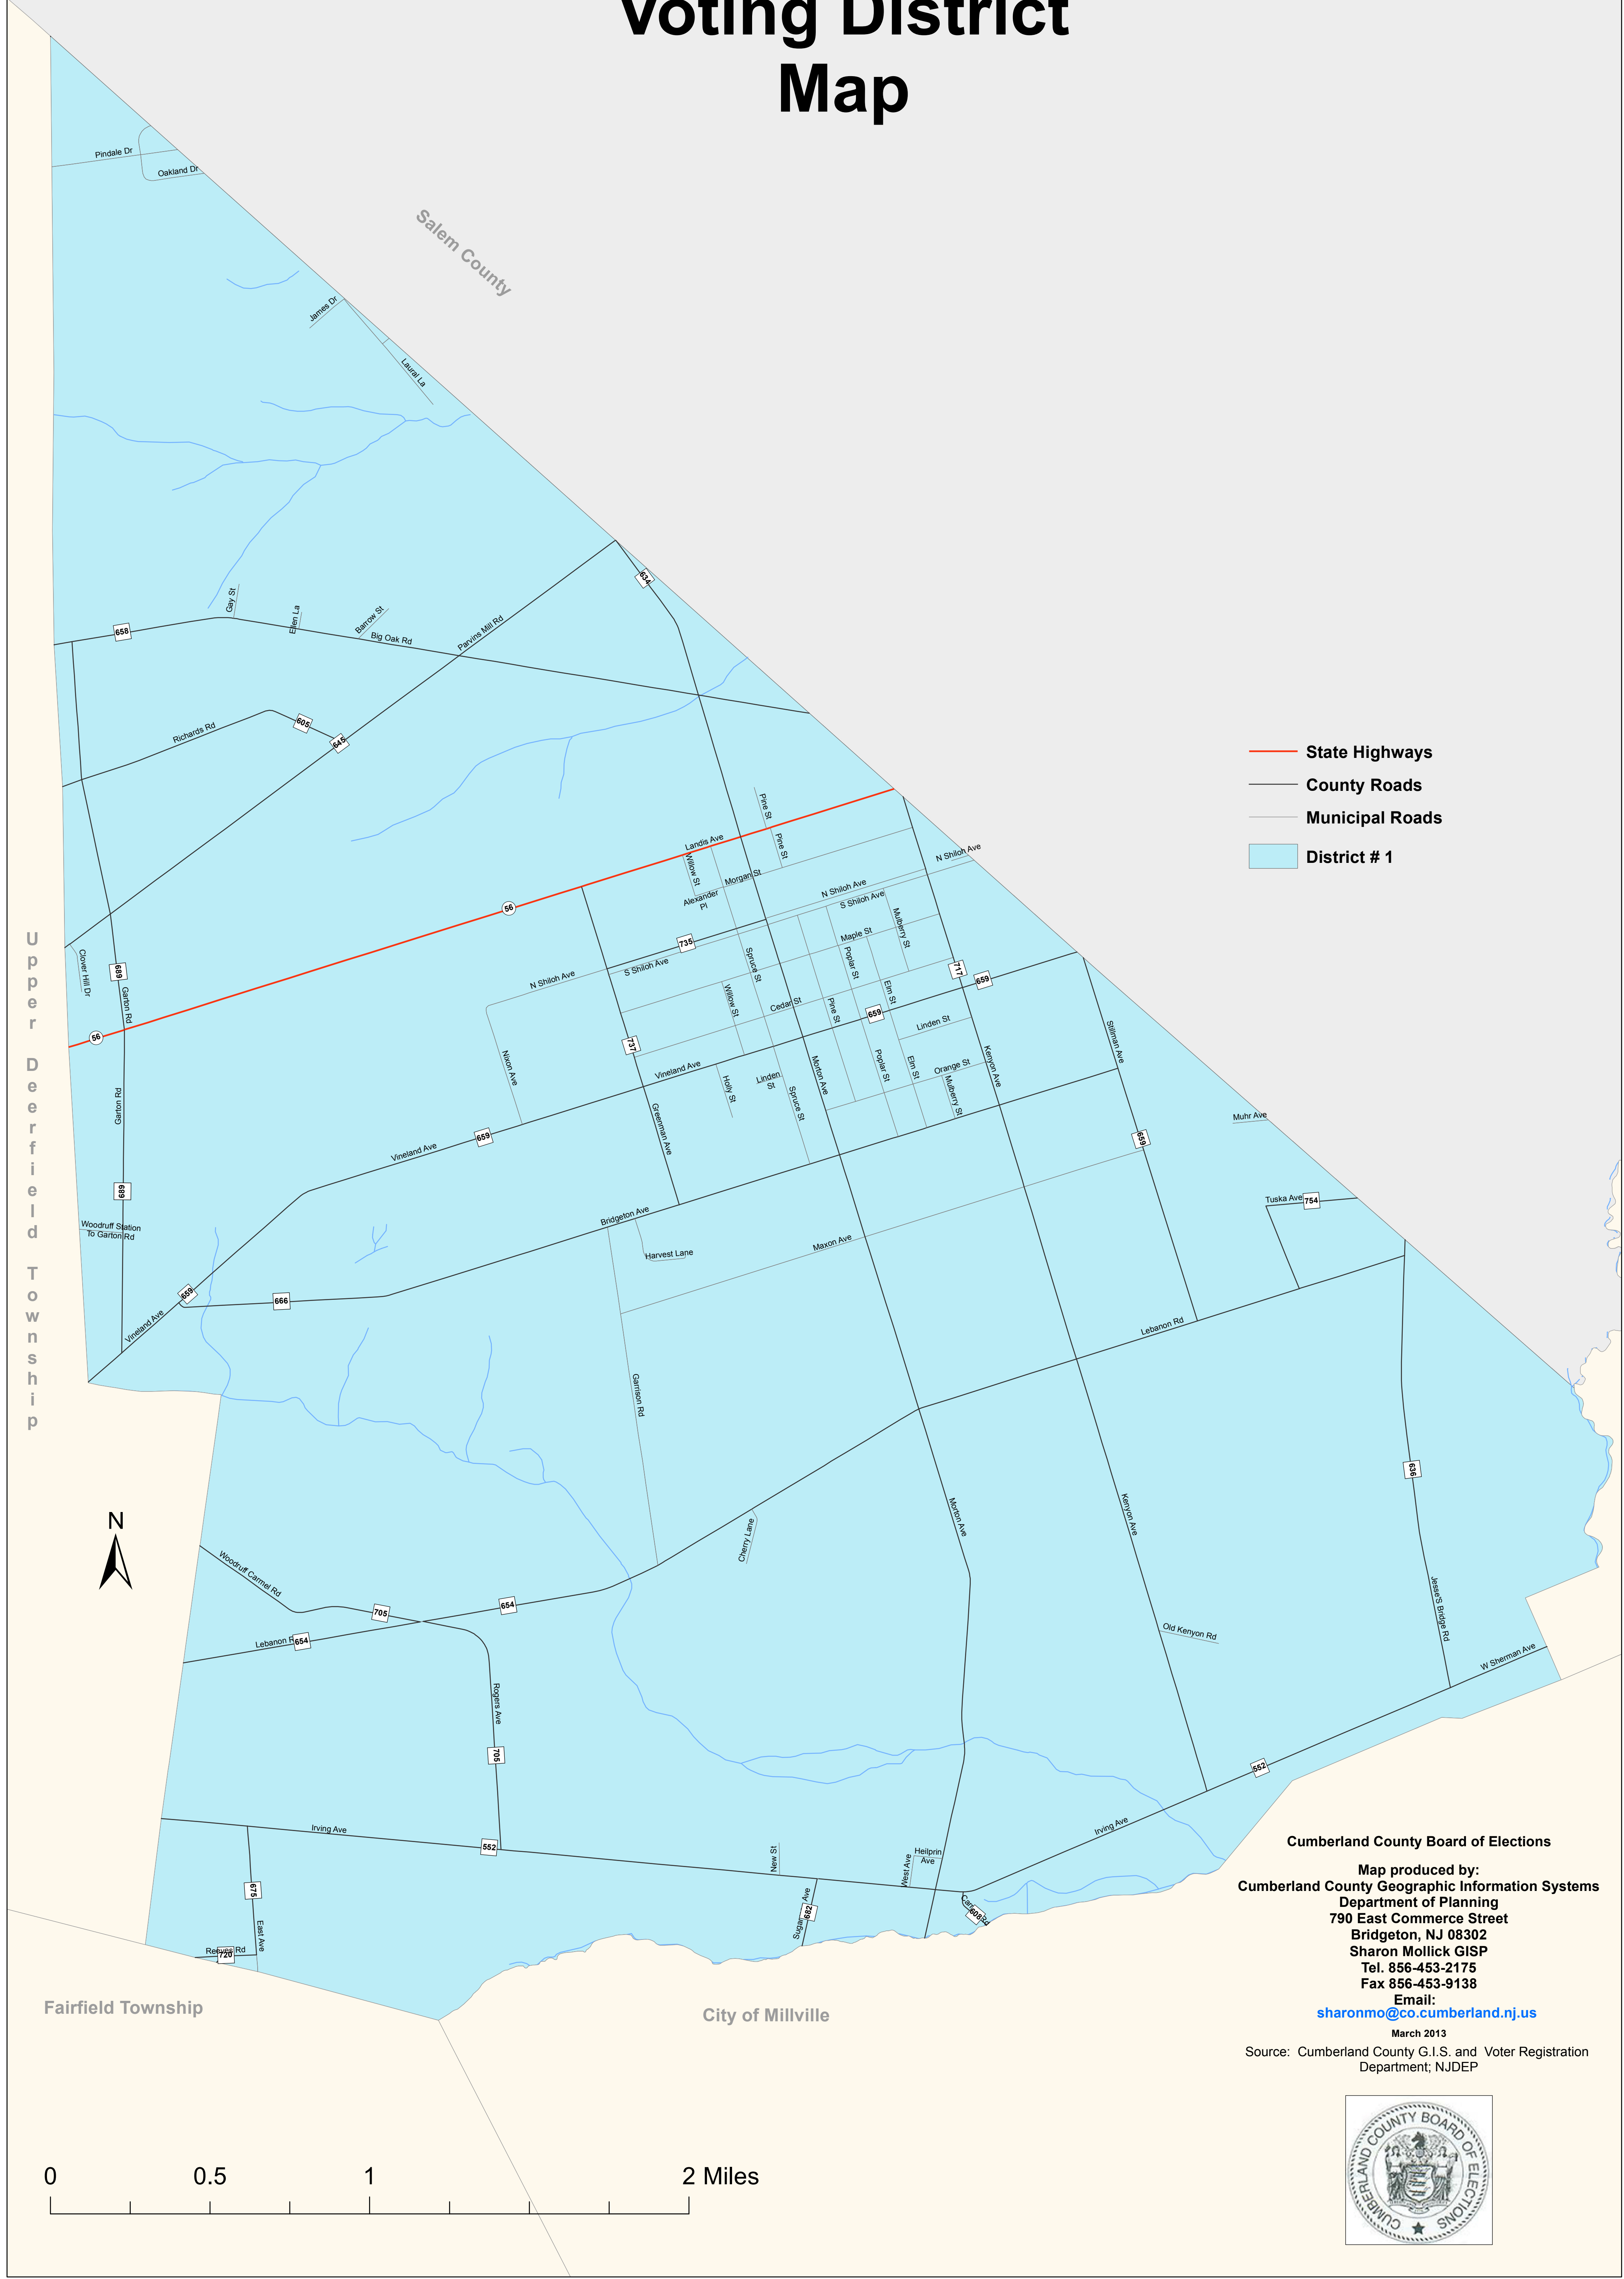 Voting District
Map
Pindale Dr
Oakland Dr
Salem County
James Dr
Laural La
634
Gay St
Ellen La
Barrow St
658
Big Oak Rd
Parvins Mill Rd
Richards Rd
605
645
State Highways
County Roads
Municipal Roads
District # 1
Pine St
Landis Ave
Pine St
Willow St
Morgan St
Alexander
Pl
N Shiloh Ave
N Shiloh Ave
S Shiloh Ave
56
Mulberry St
Maple St
735
Upper Deerfield Township
Clover Hill Dr
689
Garton Rd
N Shiloh Ave
S Shiloh Ave
Spruce St
Poplar St
717
659
Willow St
Cedar St
Pine St
Elm St
659
Linden St
56
737
Nixon Ave
Vineland Ave
Stillman Ave
Kenyon Ave
Morton Ave
Poplar St
Elm St
Orange St
Mulberry St
Holly St
Linden
St
Spruce St
Garton Rd
Greenman Ave
659
Vineland Ave
659
Muhr Ave
689
Tuska Ave
754
Woodruff Station
To Garton Rd
Bridgeton Ave
Harvest Lane
Maxon Ave
659
666
Vineland Ave
Lebanon Rd
Garrison Rd
636
N
Morton Ave
Kenyon Ave
Cherry Lane
Woodruff Carmel Rd
705
654
Jesse'S Bridge Rd
Lebanon R
654
Old Kenyon Rd
W Sherman Ave
Rogers Ave
705
552
Irving Ave
552
Irving Ave
New St
Heilprin
Ave
West Ave
675
East Ave
682
608
720
Cumberland County Board of Elections
Map produced by:
Cumberland County Geographic Information Systems
Department of Planning
790 East Commerce Street
Bridgeton, NJ 08302
Sharon Mollick GISP
Tel. 856-453-2175
Fax 856-453-9138
Email:
sharonmo@co.cumberland.nj.us
March 2013
Source: Cumberland County G.I.S. and Voter Registration
Department; NJDEP
Fairfield Township
City of Millville
CUMBERLAND COUNTY BOARD OF ELECTIONS
0 0.5 1 2 Miles